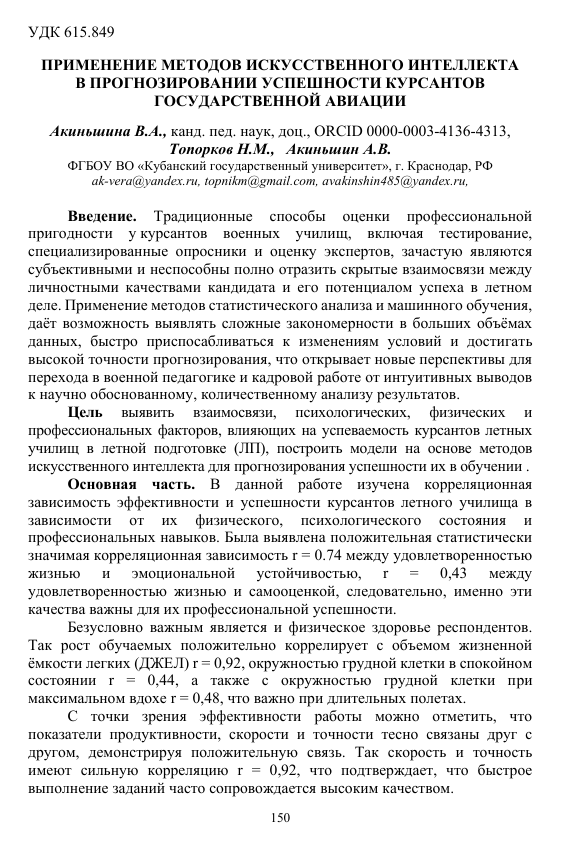 УДК 615.849
ПРИМЕНЕНИЕ МЕТОДОВ ИСКУССТВЕННОГО ИНТЕЛЛЕКТА
В ПРОГНОЗИРОВАНИИ УСПЕШНОСТИ КУРСАНТОВ
ГОСУДАРСТВЕННОЙ АВИАЦИИ
Акиньшина В.А., канд. пед. наук, доц., ORCID 0000-0003-4136-4313,
Топорков Н.М., Акиньшин А.В.
ФГБОУ ВО «Кубанский государственный университет», г. Краснодар, РФ
ak-vera@yandex.ru, topnikm@gmail.com, avakinshin485@yandex.ru,
Введение. Традиционные способы оценки профессиональной
пригодности у курсантов военных училищ, включая тестирование,
специализированные опросники и оценку экспертов, зачастую являются
субъективными и неспособны полно отразить скрытые взаимосвязи между
личностными качествами кандидата и его потенциалом успеха в летном
деле. Применение методов статистического анализа и машинного обучения,
даёт возможность выявлять сложные закономерности в больших объёмах
данных, быстро приспосабливаться к изменениям условий и достигать
высокой точности прогнозирования, что открывает новые перспективы для
перехода в военной педагогике и кадровой работе от интуитивных выводов
к научно обоснованному, количественному анализу результатов.
Цель выявить взаимосвязи, психологических, физических и
профессиональных факторов, влияющих на успеваемость курсантов летных
училищ в летной подготовке (ЛП), построить модели на основе методов
искусственного интеллекта для прогнозирования успешности их в обучении .
Основная часть. В данной работе изучена корреляционная
зависимость эффективности и успешности курсантов летного училища в
зависимости от их физического, психологического состояния и
профессиональных навыков. Была выявлена положительная статистически
значимая корреляционная зависимость r = 0.74 между удовлетворенностью
жизнью и эмоциональной устойчивостью, r = 0,43 между
удовлетворенностью жизнью и самооценкой, следовательно, именно эти
качества важны для их профессиональной успешности.
Безусловно важным является и физическое здоровье респондентов.
Так рост обучаемых положительно коррелирует с объемом жизненной
ёмкости легких (ДЖЕЛ) r = 0,92, окружностью грудной клетки в спокойном
состоянии r = 0,44, а также с окружностью грудной клетки при
максимальном вдохе r = 0,48, что важно при длительных полетах.
С точки зрения эффективности работы можно отметить, что
показатели продуктивности, скорости и точности тесно связаны друг с
другом, демонстрируя положительную связь. Так скорость и точность
имеют сильную корреляцию r = 0,92, что подтверждает, что быстрое
выполнение заданий часто сопровождается высоким качеством.
150